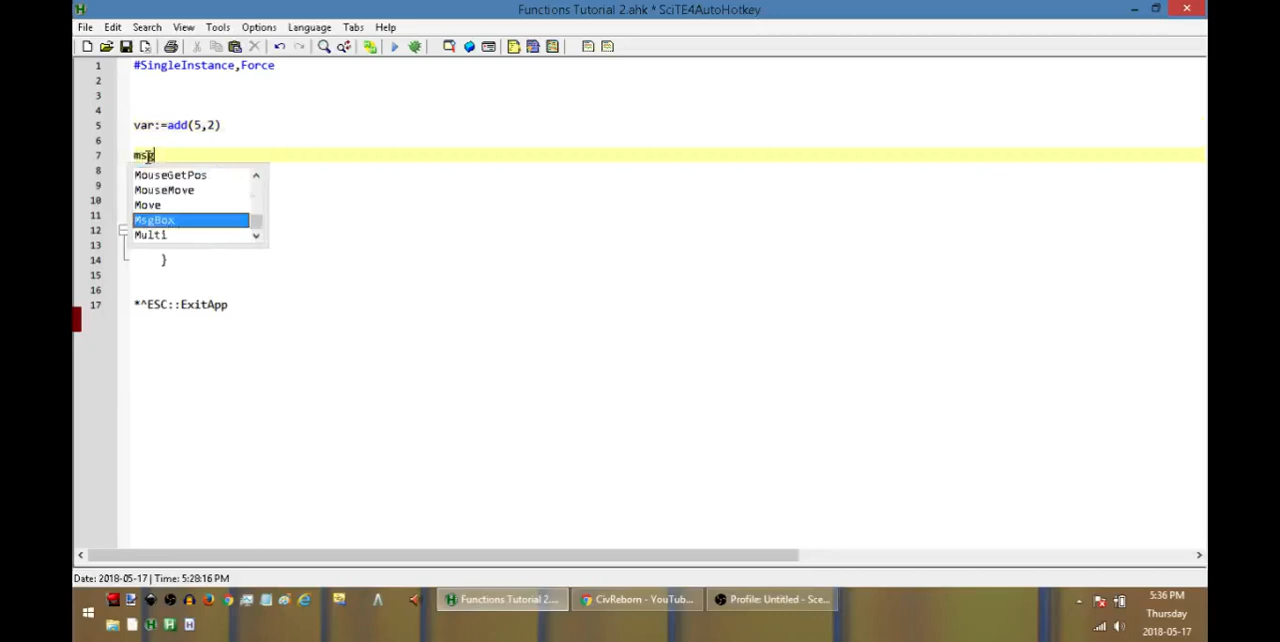 Functions Tutorial 2.ahk * SciTE4AutoHotkey
File Edit Search View Tools Options Language Tabs Help
1 #SingleInstance,Force
2
3
4
5 var:=add(5,2)
6
7 msg
8 MouseGetPos
9 MouseMove
10 Move
11 MsgBox
12 Multi
13
14 }
15
16
17 *^ESC::ExitApp
Date: 2018-05-17 | Time: 5:28:16 PM
Functions Tutorial 2.... CivReborn - YouTub... Profile: Untitled - Sce...
5:36 PM
Thursday
2018-05-17